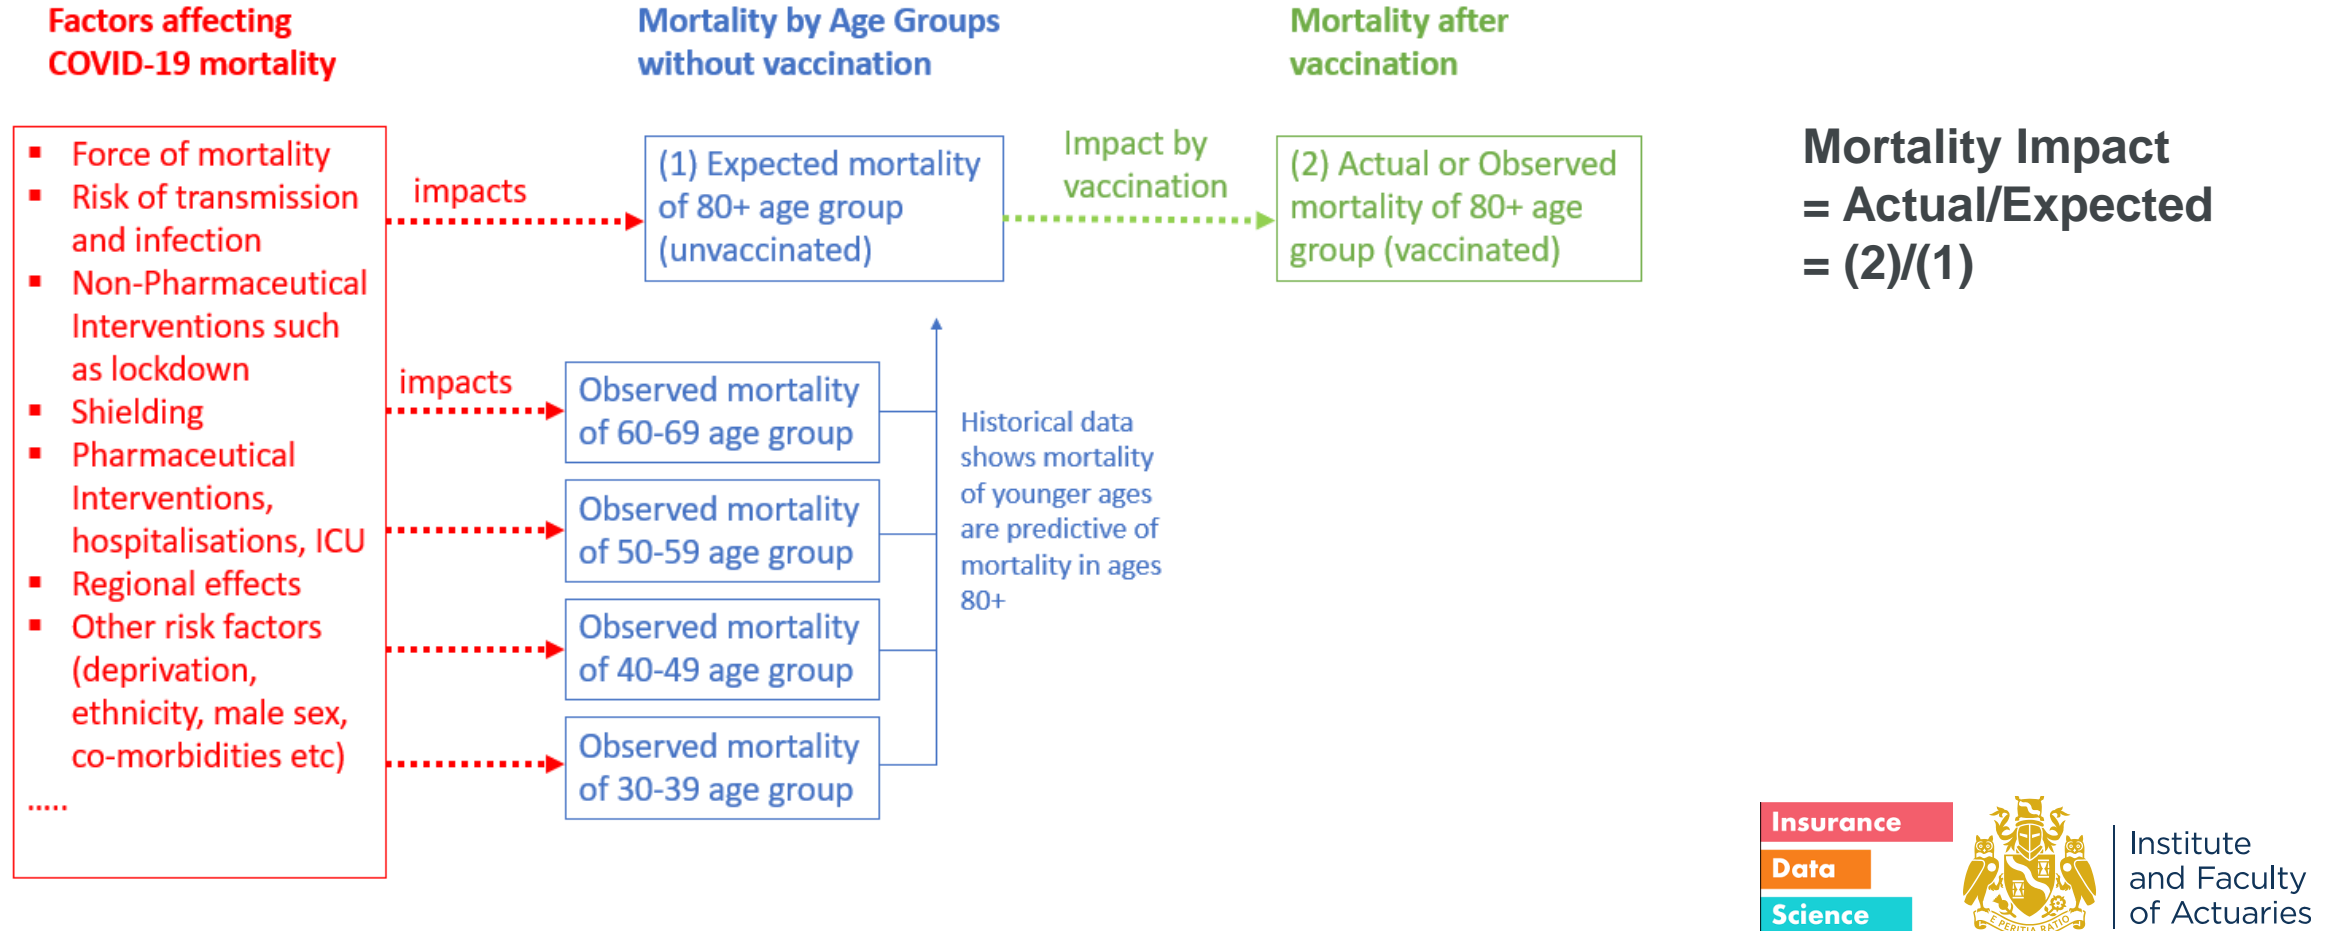 Factors affecting
COVID-19 mortality
Mortality by Age Groups
without vaccination
Mortality after
vaccination
▪ Force of mortality
▪ Risk of transmission
and infection
▪ Non-Pharmaceutical
Interventions such
as lockdown
▪ Shielding
▪ Pharmaceutical
Interventions,
hospitalisations, ICU
▪ Regional effects
▪ Other risk factors
(deprivation,
ethnicity, male sex,
co-morbidities etc)
.....
impacts
(1) Expected mortality
of 80+ age group
(unvaccinated)
Impact by
vaccination
(2) Actual or Observed
mortality of 80+ age
group (vaccinated)
Mortality Impact
= Actual/Expected
= (2)/(1)
impacts
Observed mortality
of 60-69 age group
Observed mortality
of 50-59 age group
Observed mortality
of 40-49 age group
Observed mortality
of 30-39 age group
Historical data
shows mortality
of younger ages
are predictive of
mortality in ages
80+
Insurance
Data
Science
E PERITIA RATIO
Institute
and Faculty
of Actuaries